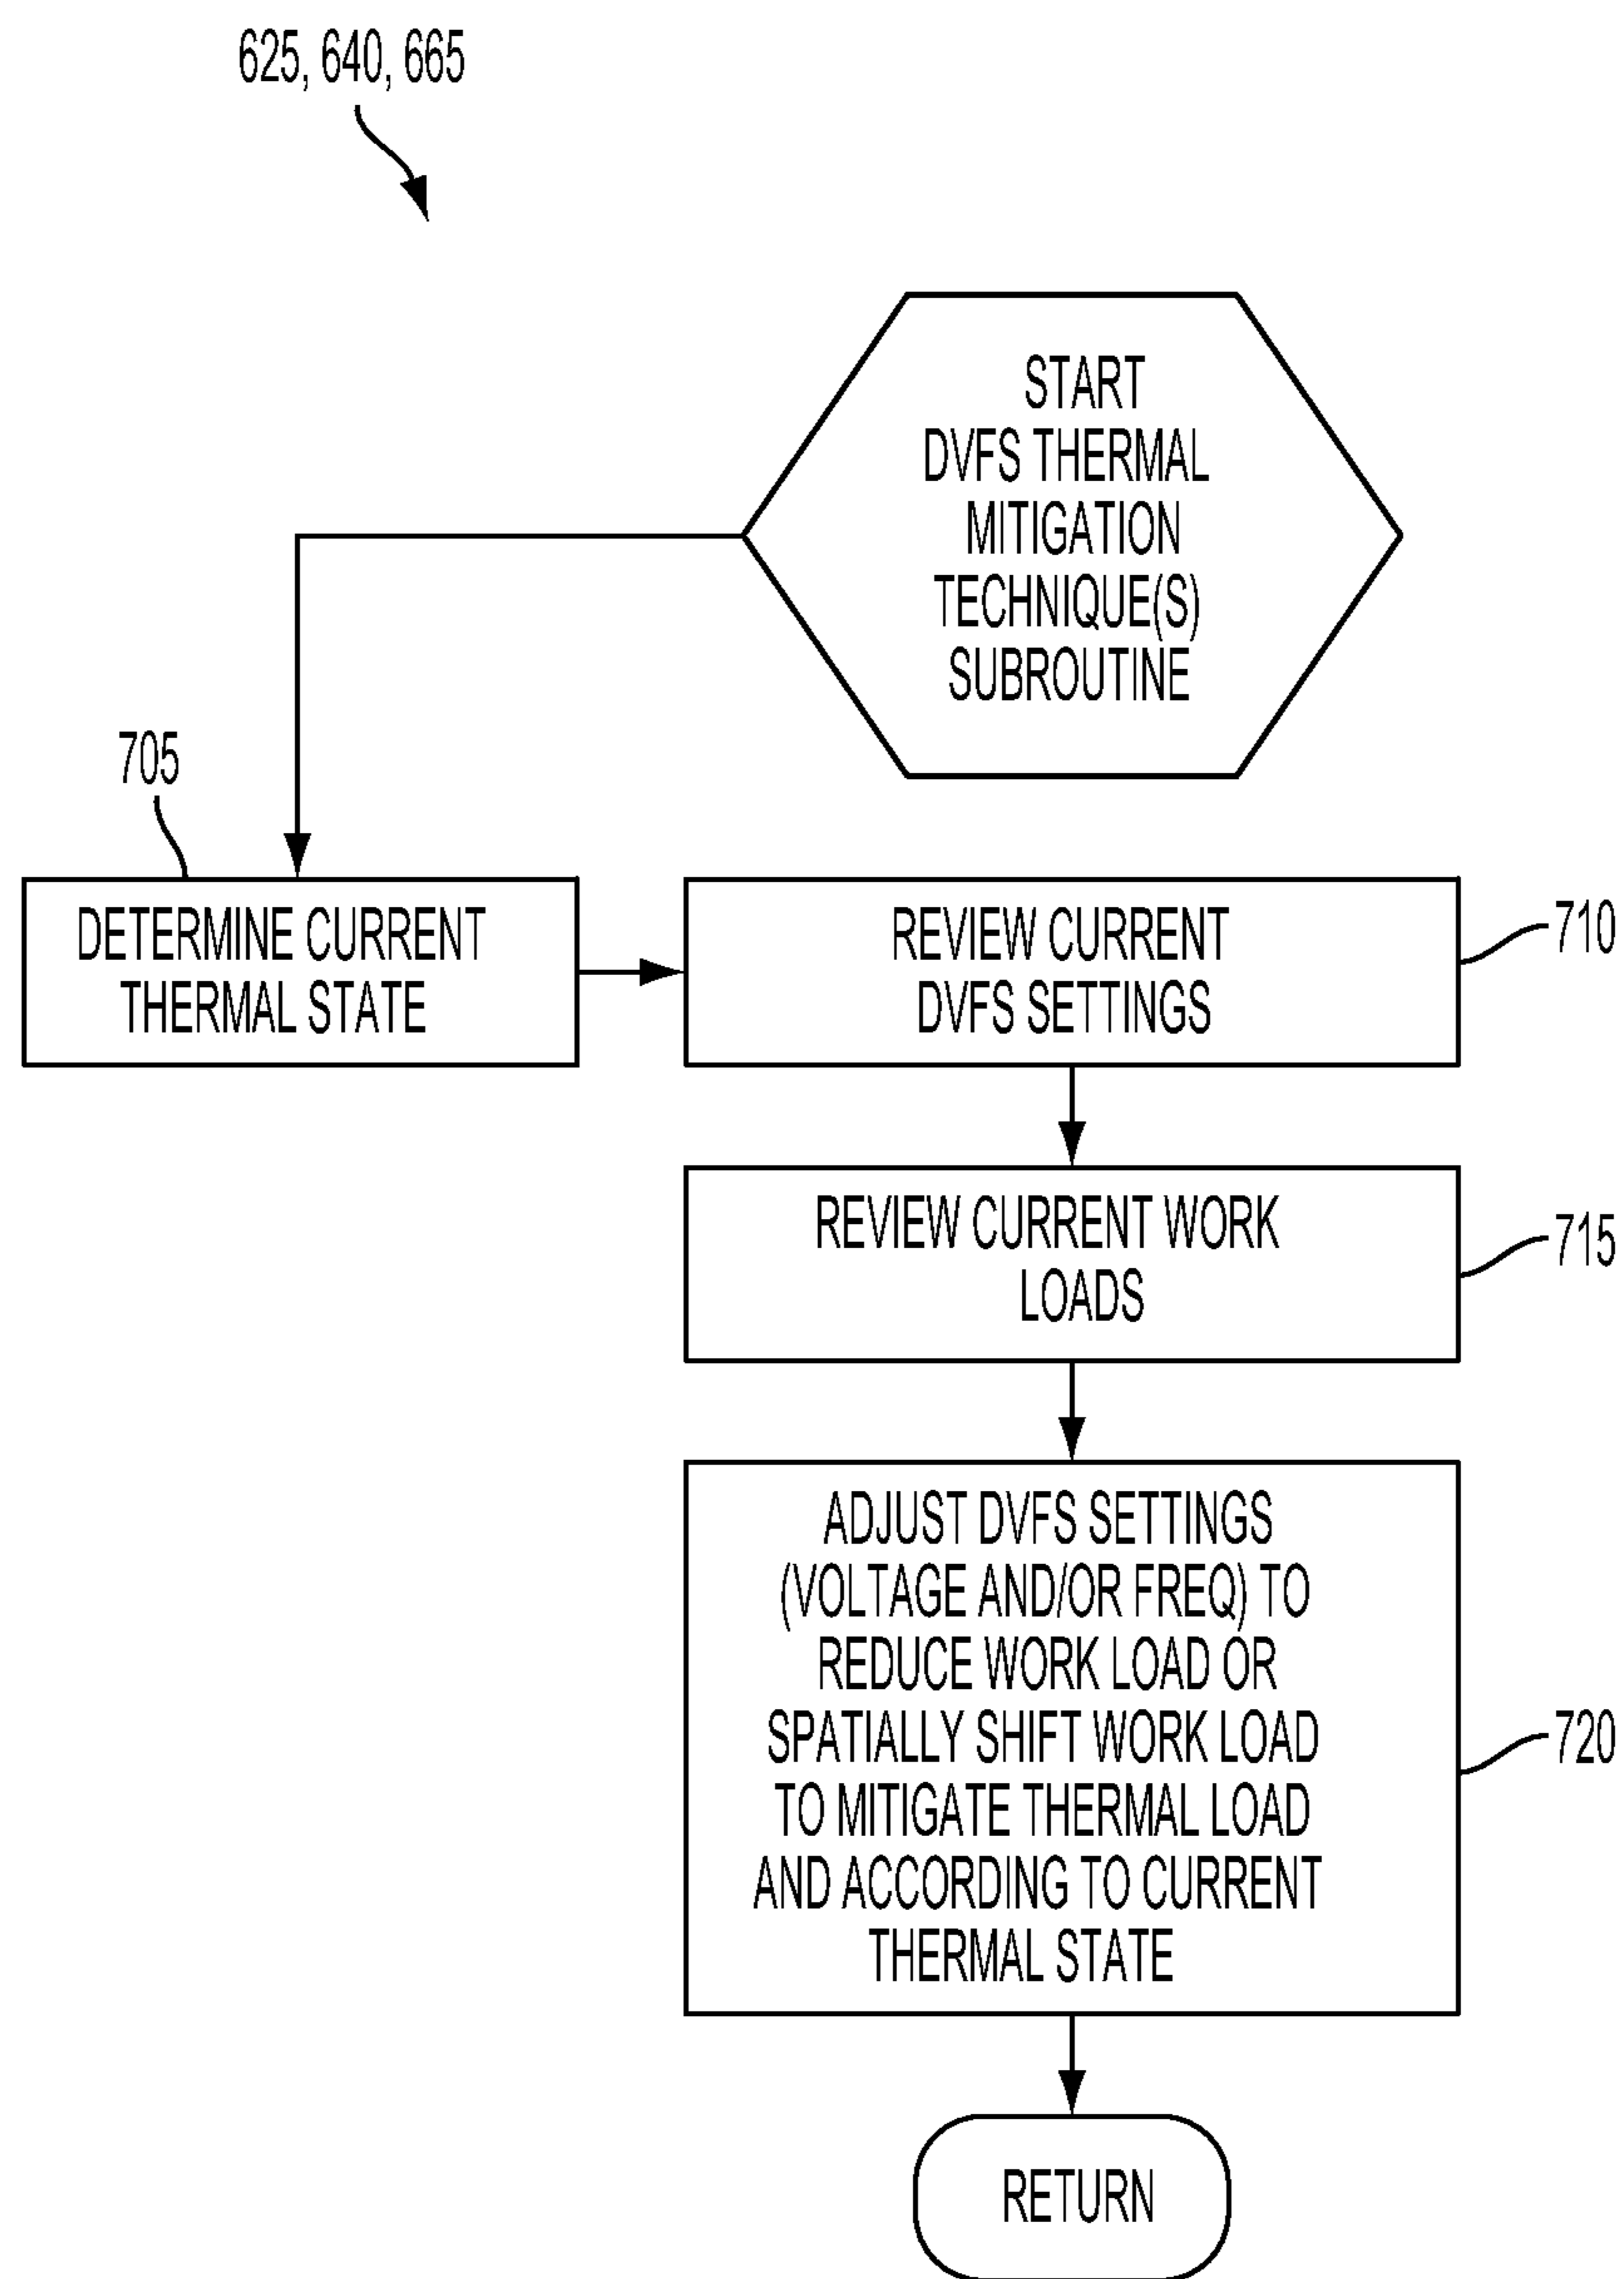 625, 640, 665
START
DVFS THERMAL
MITIGATION
TECHNIQUE(S)
SUBROUTINE
705
DETERMINE CURRENT
THERMAL STATE
REVIEW CURRENT
DVFS SETTINGS
710
REVIEW CURRENT WORK
LOADS
715
ADJUST DVFS SETTINGS
(VOLTAGE AND/OR FREQ) TO
REDUCE WORK LOAD OR
SPATIALLY SHIFT WORK LOAD
TO MITIGATE THERMAL LOAD
AND ACCORDING TO CURRENT
THERMAL STATE
720
RETURN